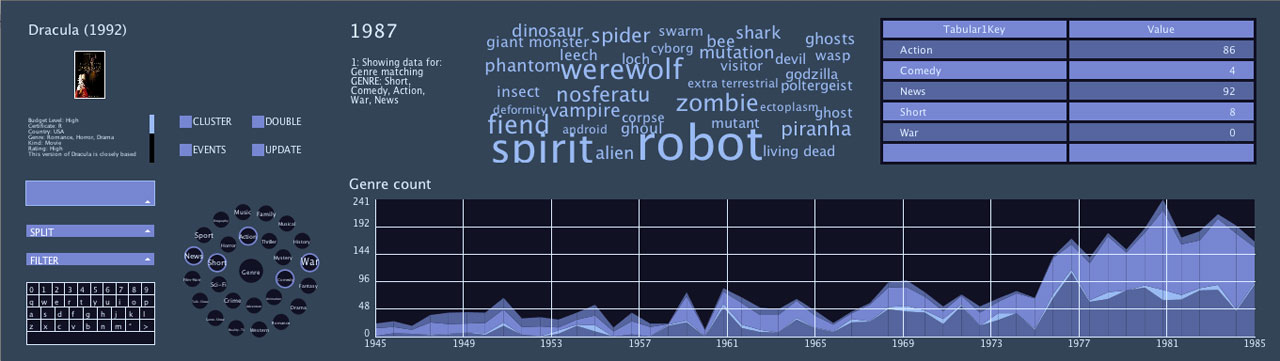 Dracula (1992)
Budget Level: High
Certificate: R
Country: USA
Genre: Romance, Horror, Drama
Kind: Movie
Rating: High
This version of Dracula is closely based
CLUSTER
DOUBLE
EVENTS
UPDATE
SPLIT
FILTER
0 1 2 3 4 5 6 7 8 9
q w e r t y u i o p
a s d f g h j k l
z x c v b n m " >
Music
Family
Musical
Sport
Action
Thriller
History
Horror
News
Short
Mystery
War
Genre
Sci-Fi
Comedy
Fantasy
Crime
Drama
Romance
Western
1987
1: Showing data for:
Genre matching
GENRE: Short,
Comedy, Action,
War, News
dinosaur
spider
swarm
shark
giant monster
cyborg
bee
ghosts
leech
loch
mutation
devil
wasp
phantom
werewolf
visitor
godzilla
extra terrestrial
poltergeist
insect
nosferatu
zombie
ectoplasm
deformity
vampire
corpse
ghost
fiend
android
ghoul
mutant
piranha
spirit
alien
robot
living dead
Tabular1Key Value
Action 86
Comedy 4
News 92
Short 8
War 0
Genre count
241
192
144
96
48
0
1945 1949 1953 1957 1961 1965 1969 1973 1977 1981 1985